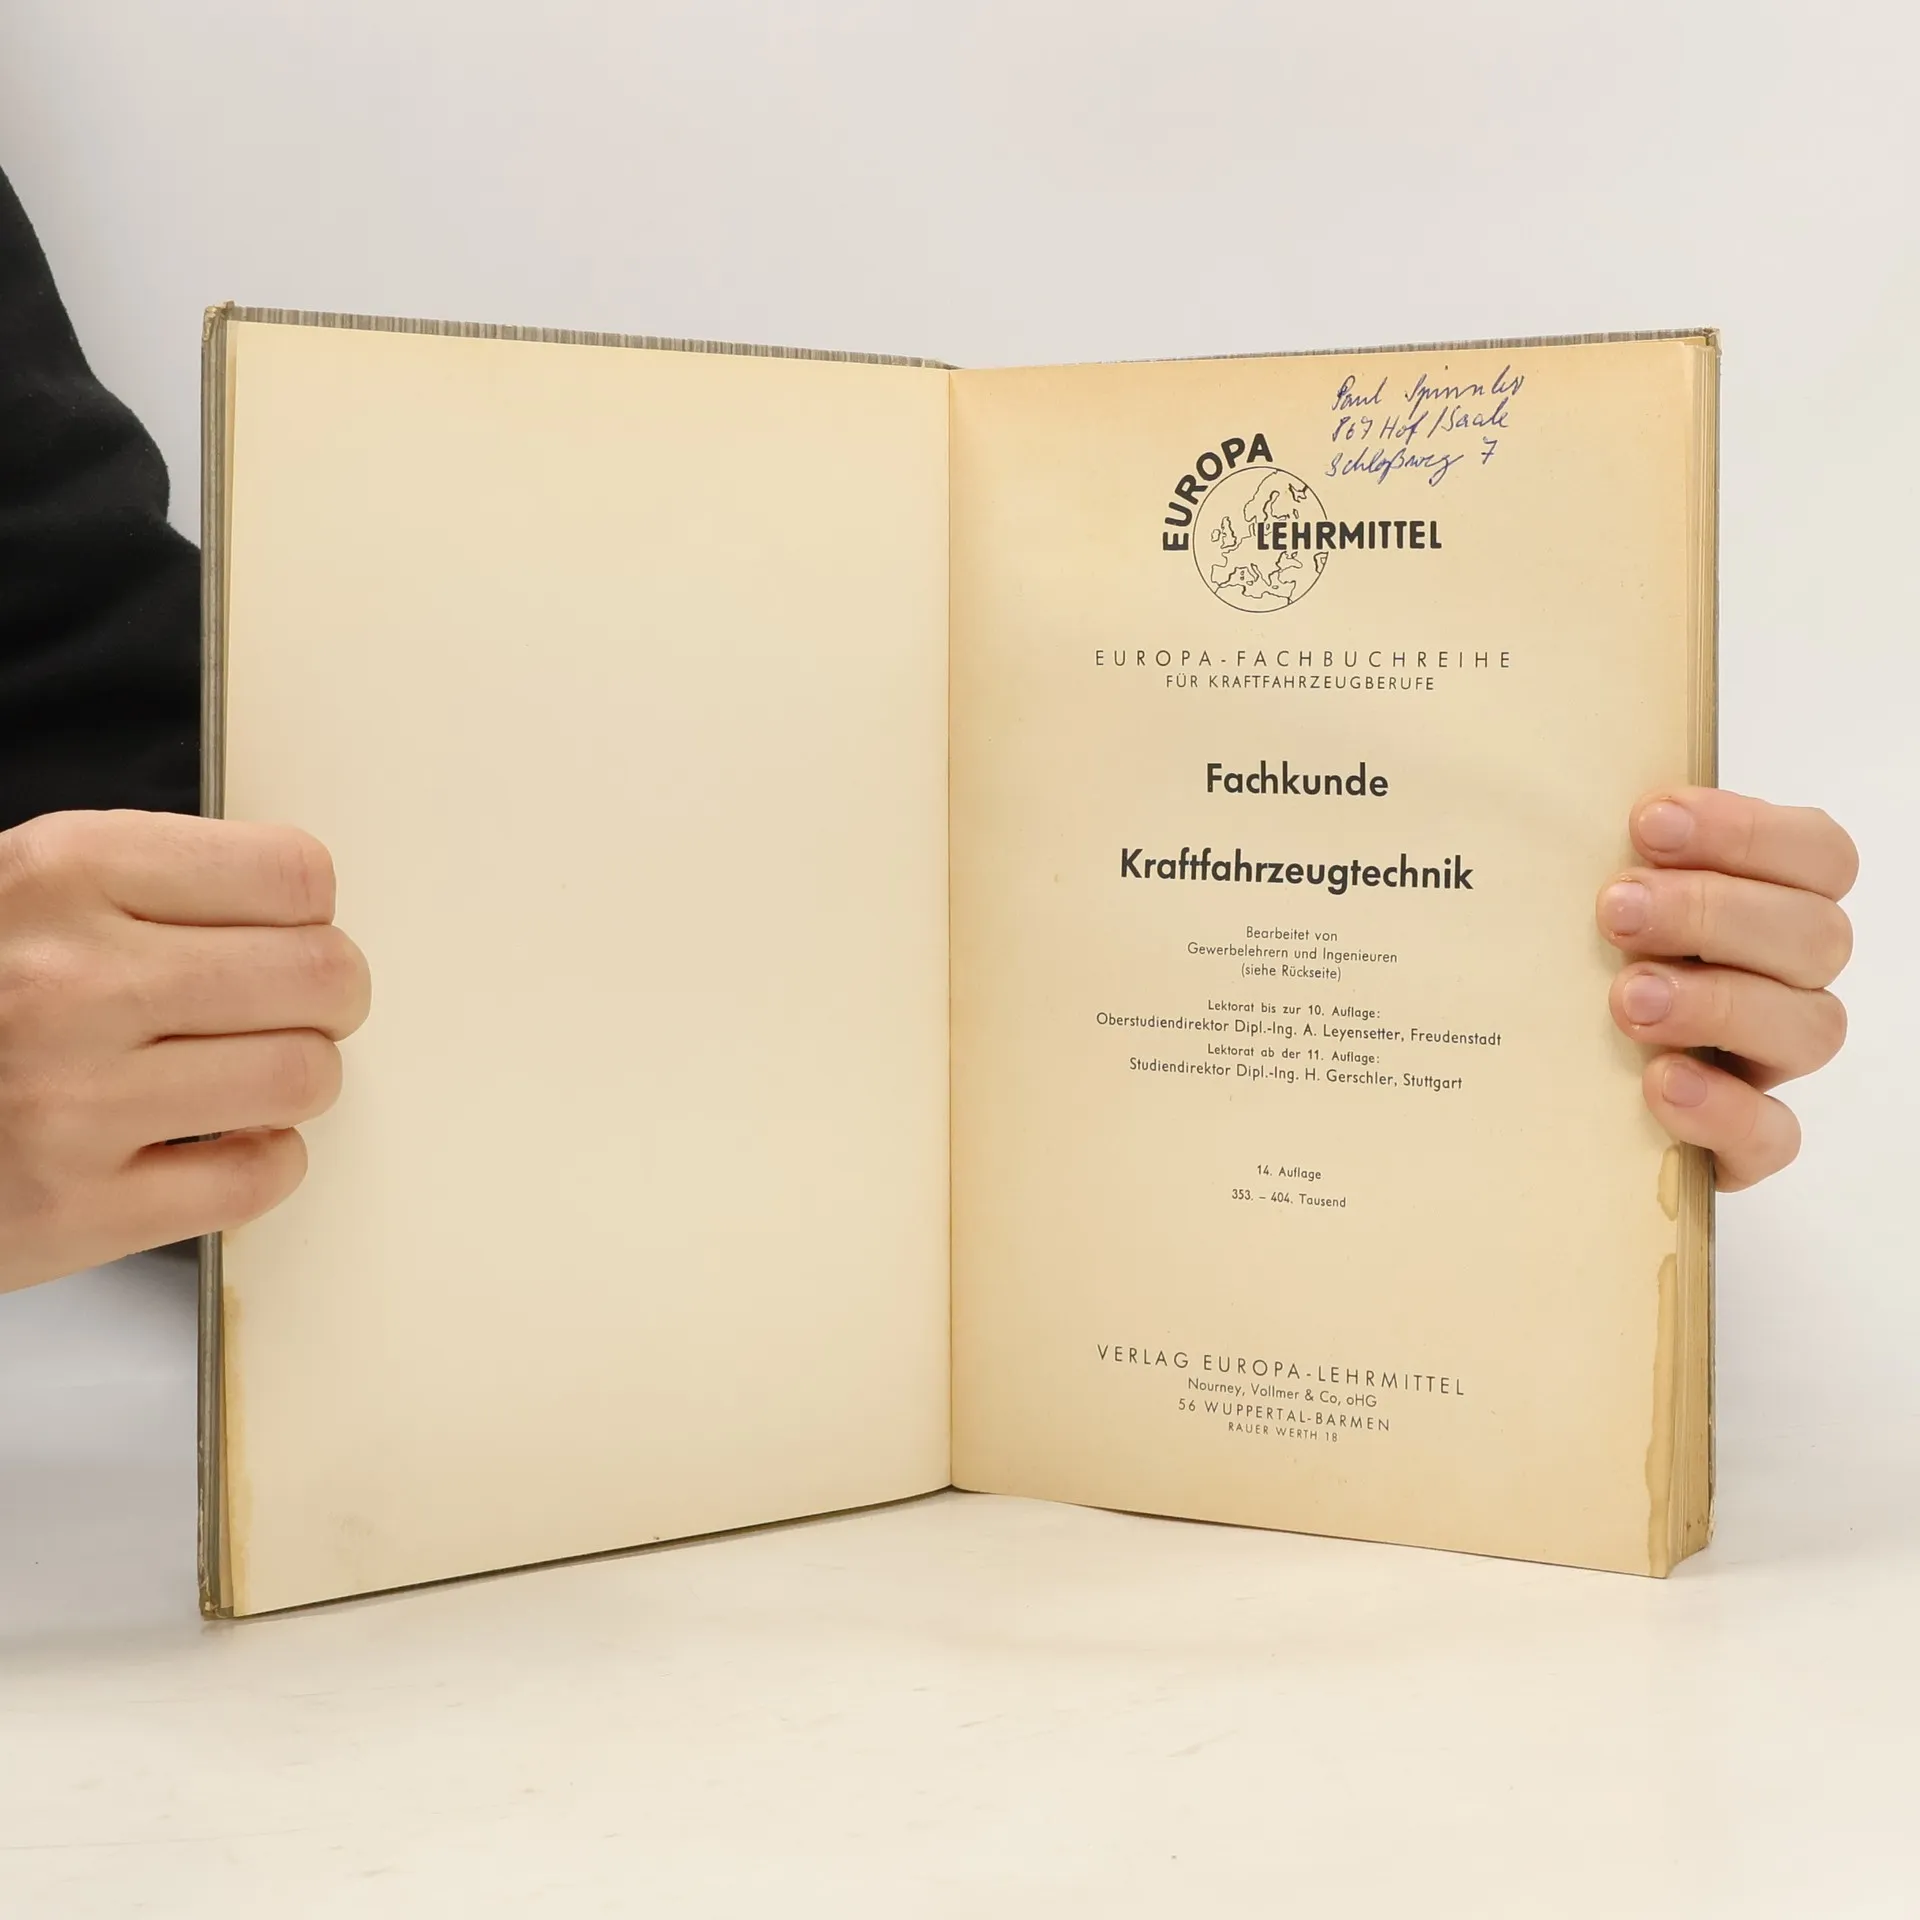 Paul Spinnler
867 Hof/Saale
Schloßweg 7
EUROPA
LEHRMITTEL
EUROPA-FACHBUCHREIHE
FÜR KRAFTFAHRZEUGBERUFE
Fachkunde
Kraftfahrzeugtechnik
Bearbeitet von
Gewerbelehrern und Ingenieuren
(siehe Rückseite)
Lektorat bis zur 10. Auflage:
Oberstudiendirektor Dipl.-Ing. A. Leyensetter, Freudenstadt
Lektorat ab der 11. Auflage:
Studiendirektor Dipl.-Ing. H. Gerschler, Stuttgart
14. Auflage
353. – 404. Tausend
VERLAG EUROPA-LEHRMITTEL
Nourney, Vollmer & Co, oHG
56 WUPPERTAL-BARMEN
RAUER WERTH 18